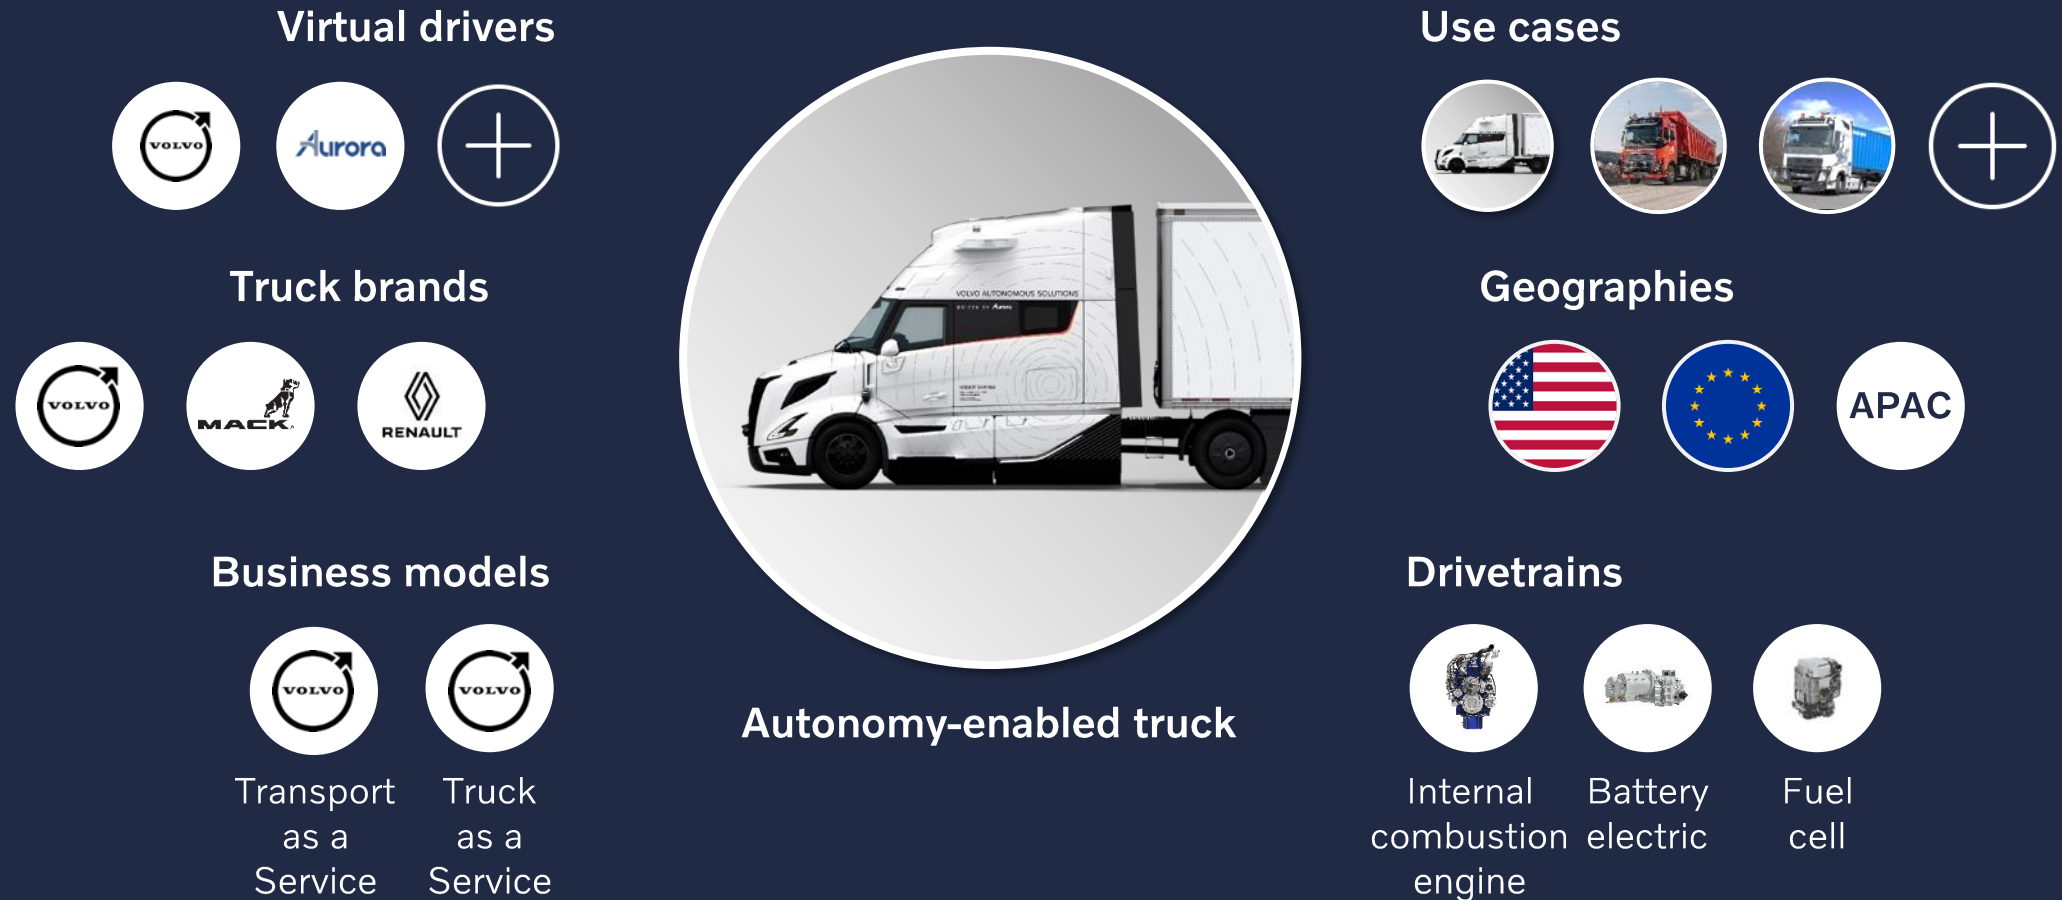 Virtual drivers
VOLVO
Aurora
Truck brands
VOLVO
MACK
RENAULT
Business models
VOLVO
VOLVO
Transport
as a
Service
Truck
as a
Service
VOLVO AUTONOMOUS SOLUTIONS
Aurora
Autonomy-enabled truck
Use cases
Geographies
APAC
Drivetrains
Internal
combustion
engine
Battery
electric
Fuel
cell